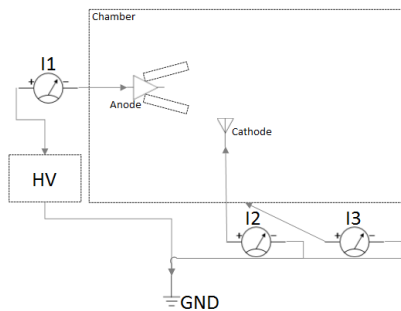 Chamber
I1
+ −
Anode
Cathode
HV
I2 I3
+ − + −
GND